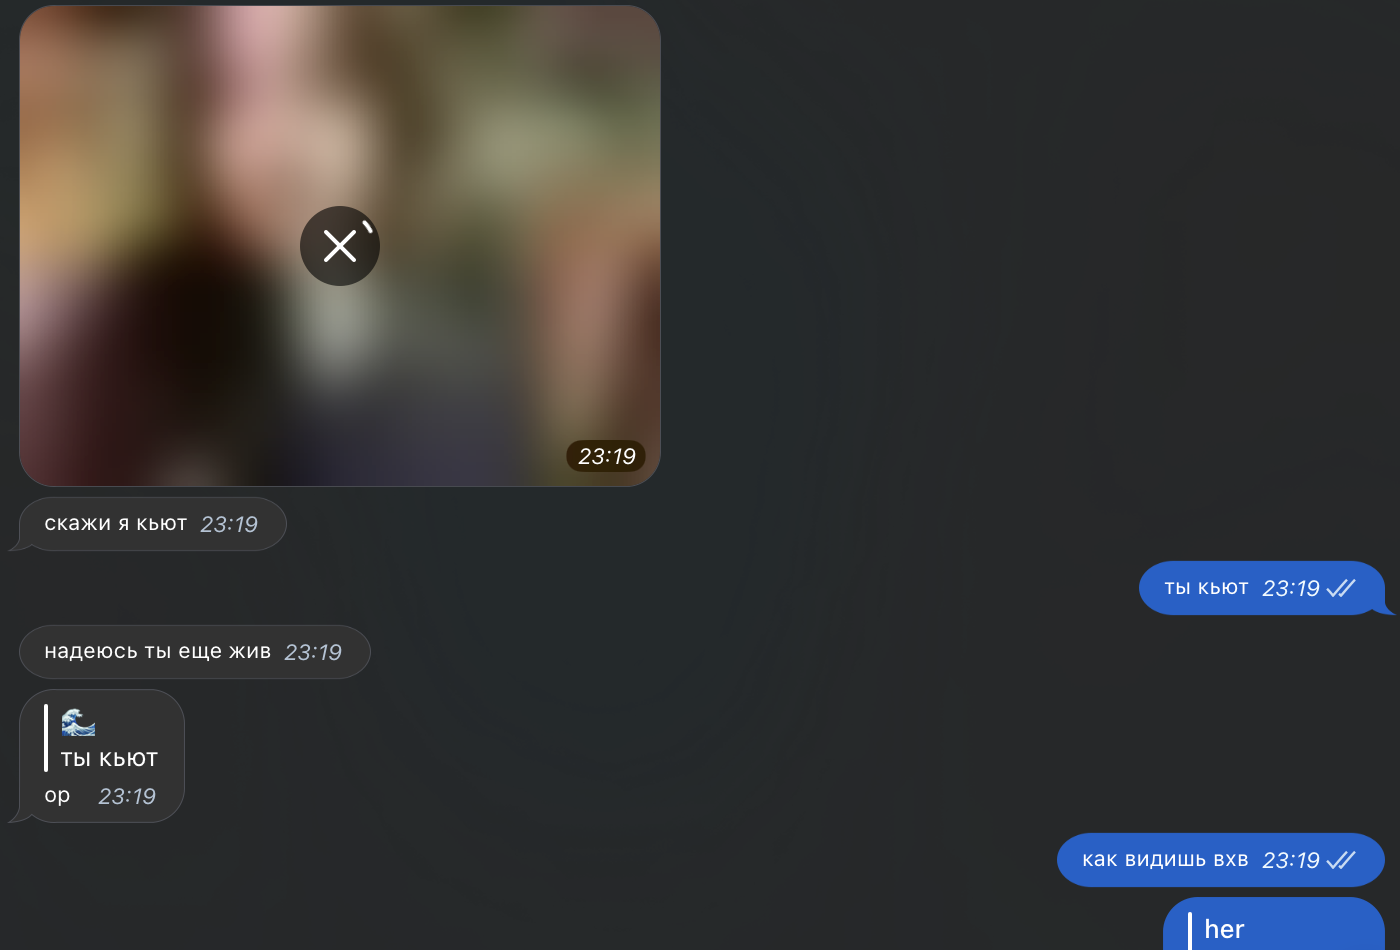 23:19
скажи я кьют 23:19
ты кьют 23:19
надеюсь ты еще жив 23:19
ты кьют
ор 23:19
как видишь вхв 23:19
her